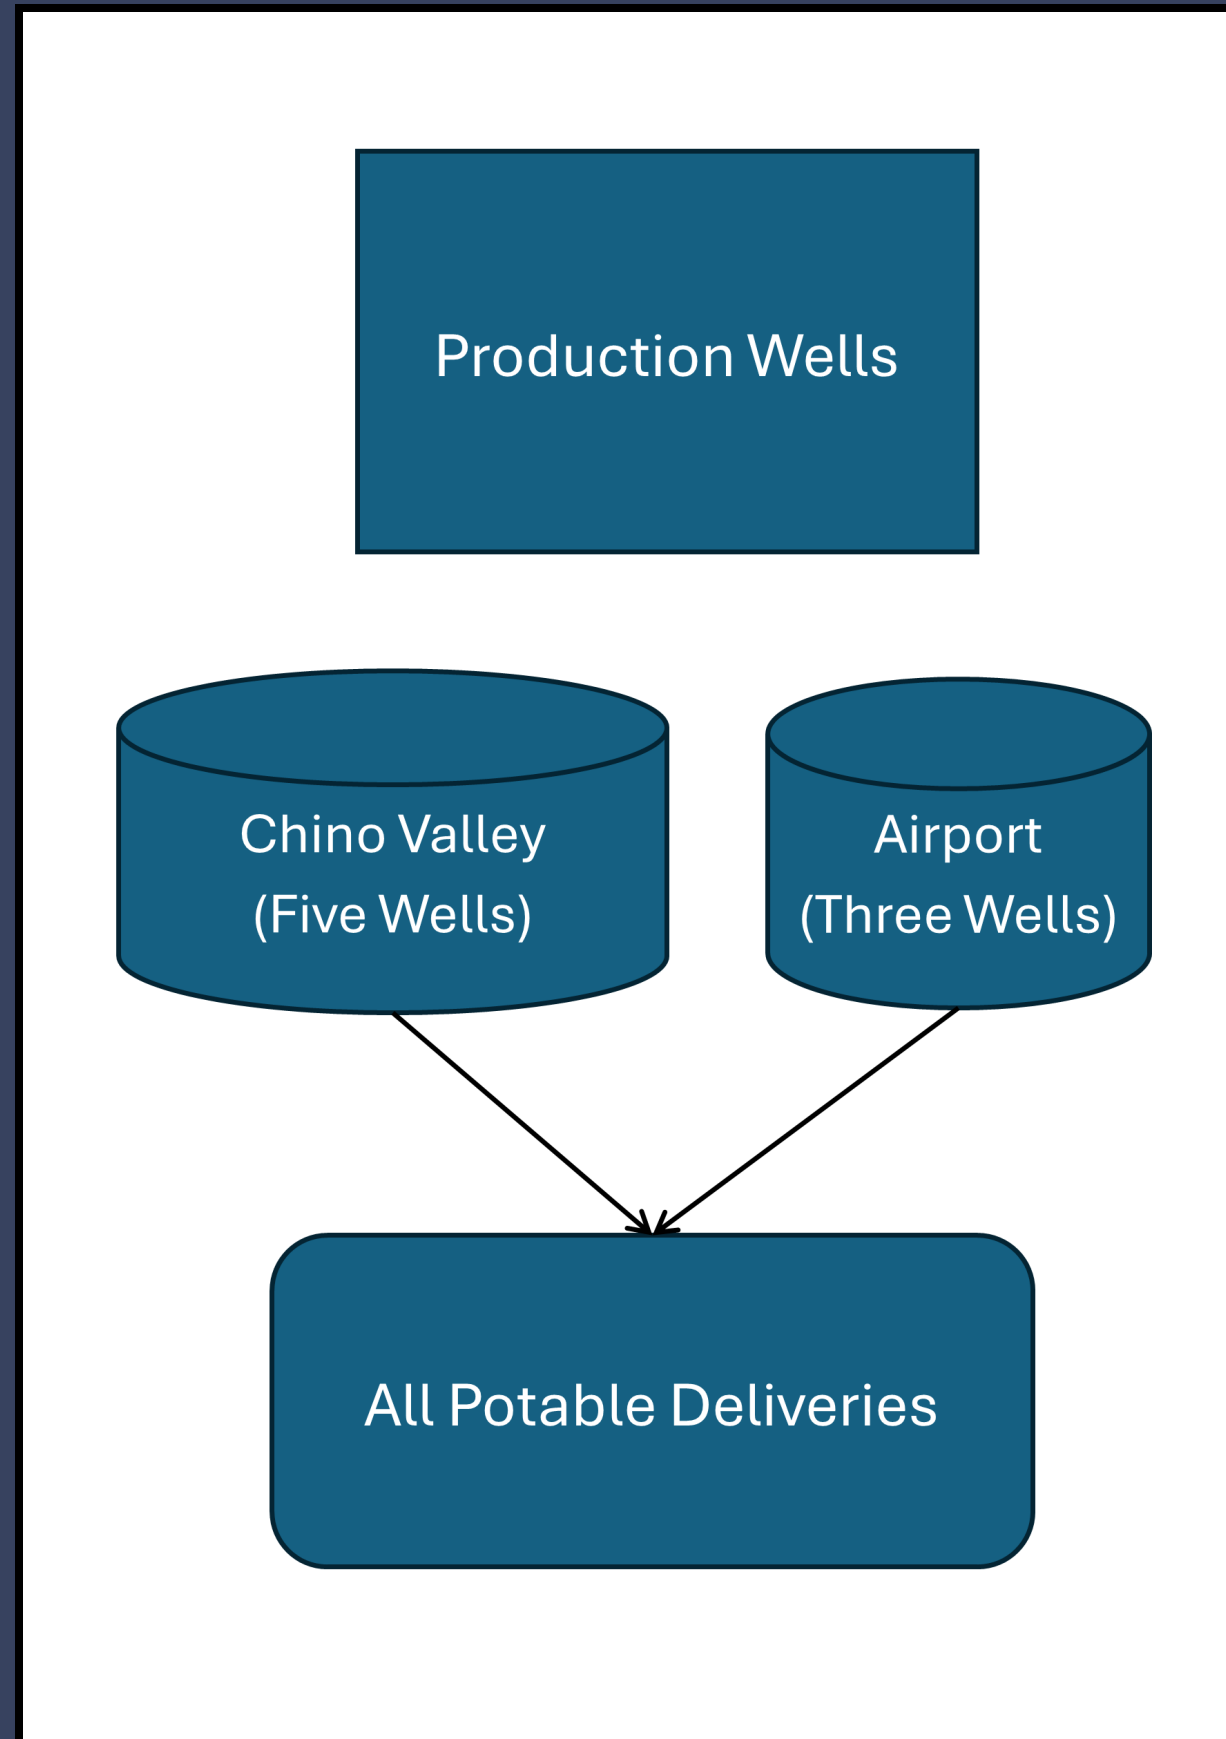 Production Wells
Chino Valley
(Five Wells)
Airport
(Three Wells)
All Potable Deliveries